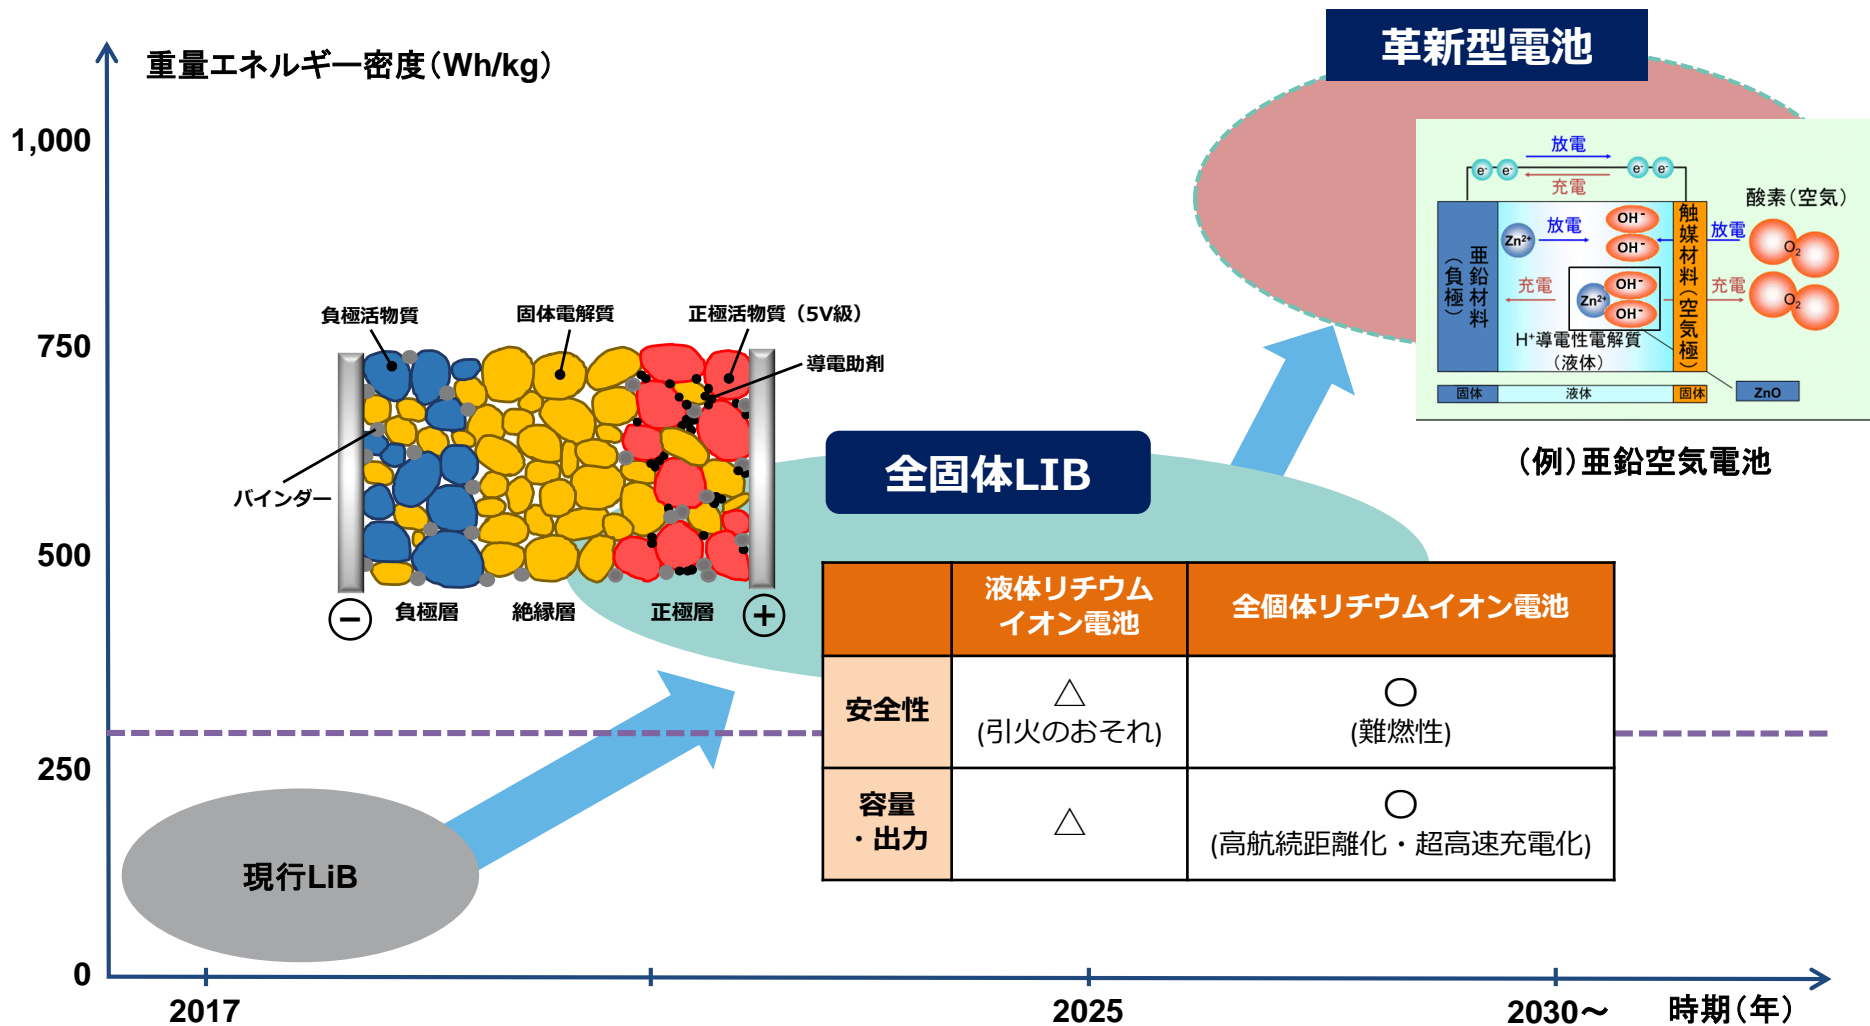 重量エネルギー密度(Wh/kg)
1,000
750
500
250
0
2017
2025
2030～
時期(年)
現行LiB
全固体LIB
革新型電池
負極活物質
固体電解質
正極活物質（5V級）
導電助剤
バインダー
−
負極層
絶縁層
正極層
+
放電
e-
e-
e-
e-
充電
酸素(空気)
亜鉛材料
(負極)
Zn2+
放電
OH-
OH-
触媒材料(空気極)
放電
O2
充電
Zn2+
OH-
OH-
充電
O2
H+導電性電解質
(液体)
固体
液体
固体
ZnO
(例)亜鉛空気電池
液体リチウム
イオン電池
全個体リチウムイオン電池
安全性
△
(引火のおそれ)
○
(難燃性)
容量
・出力
△
○
(高航続距離化・超高速充電化)